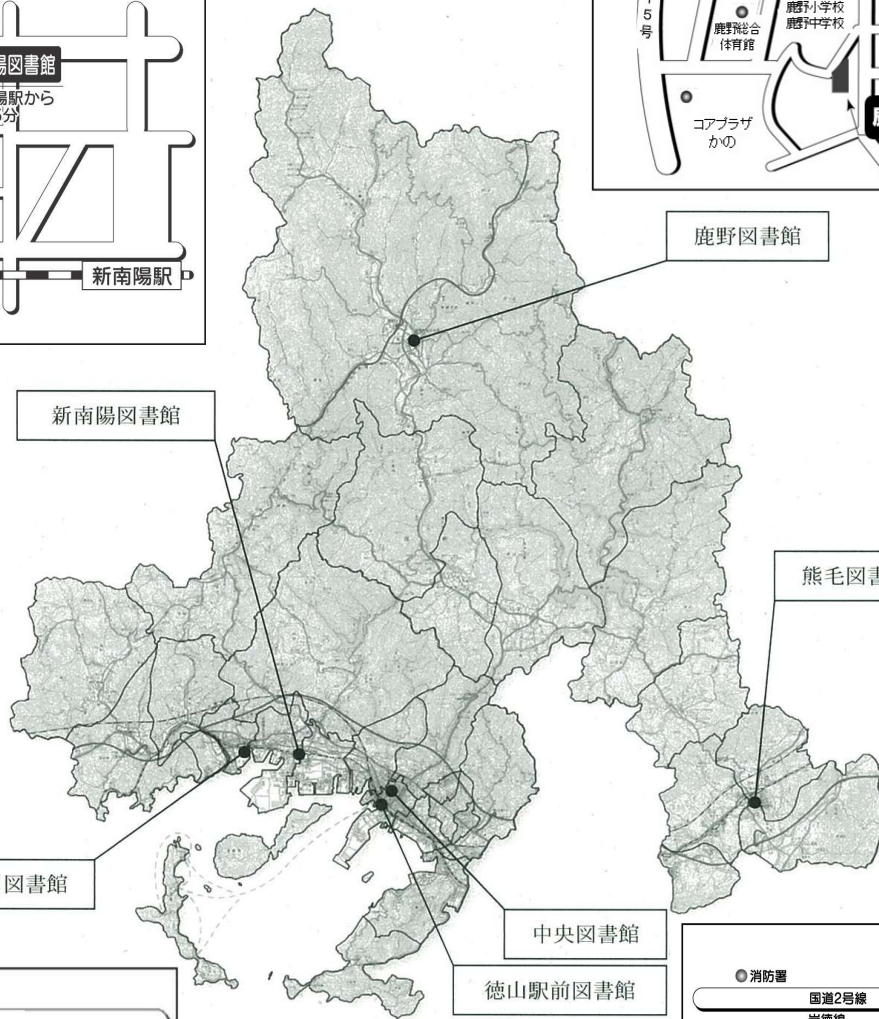 5号
鹿野総合
体育館
鹿野小学校
鹿野中学校
コアプラザ
かの
陽図書館
陽駅から
分
新南陽駅
鹿野図書館
新南陽図書館
熊毛図書
図書館
中央図書館
徳山駅前図書館
消防署
国道2号線
岩徳線